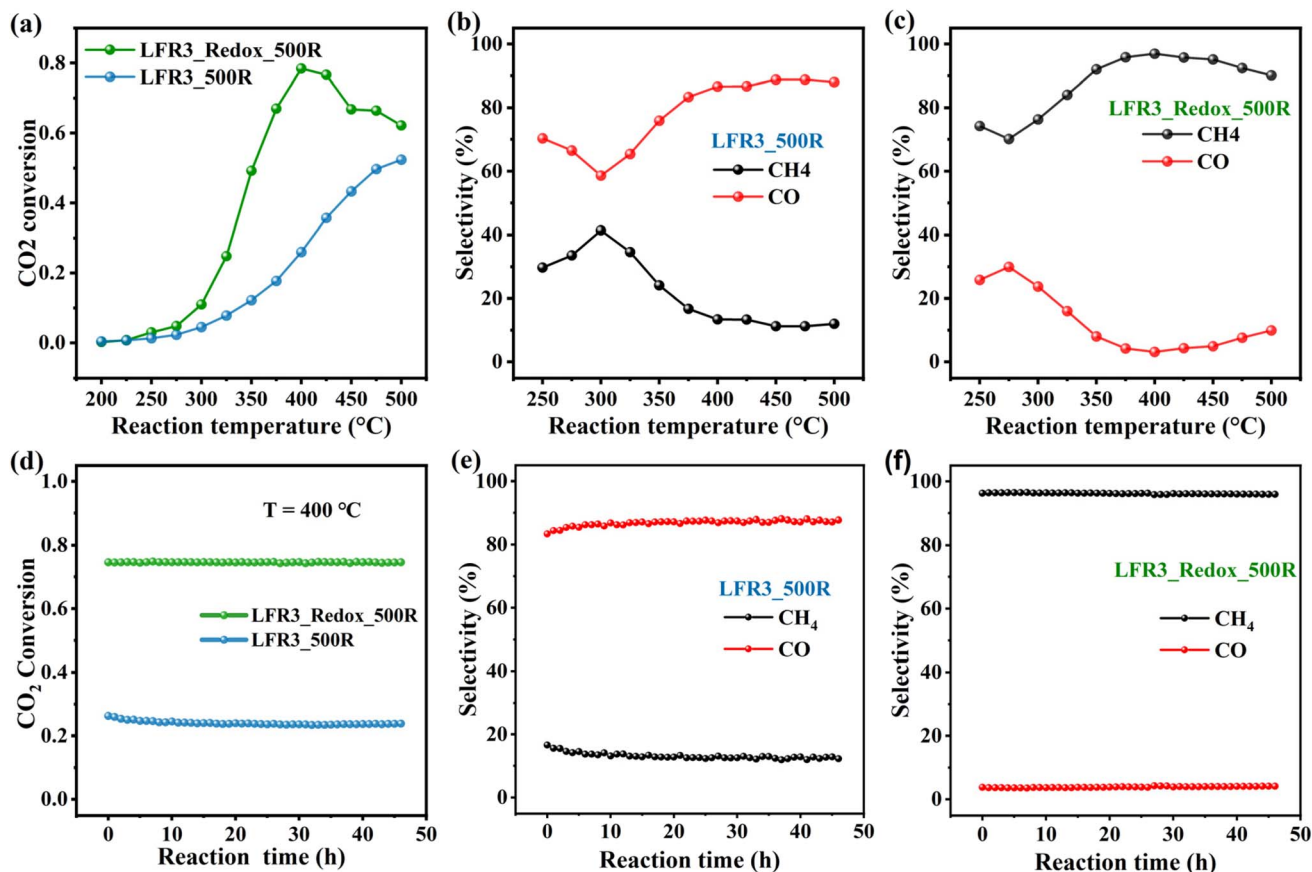 (a)
LFR3_Redox_500R
LFR3_500R
0.8
0.6
0.4
0.2
0.0
CO2 conversion
200 250 300 350 400 450 500
Reaction temperature (°C)
(b)
100
80
60
40
20
0
Selectivity (%)
LFR3_500R
CH4
CO
250 300 350 400 450 500
Reaction temperature (°C)
(c)
100
80
60
40
20
0
Selectivity (%)
LFR3_Redox_500R
CH4
CO
250 300 350 400 450 500
Reaction temperature (°C)
(d)
1.0
0.8
0.6
0.4
0.2
0.0
CO₂ Conversion
T = 400 °C
LFR3_Redox_500R
LFR3_500R
0 10 20 30 40 50
Reaction time (h)
(e)
100
80
60
40
20
0
Selectivity (%)
LFR3_500R
CH₄
CO
0 10 20 30 40 50
Reaction time (h)
(f)
100
80
60
40
20
0
Selectivity (%)
LFR3_Redox_500R
CH₄
CO
0 10 20 30 40 50
Reaction time (h)